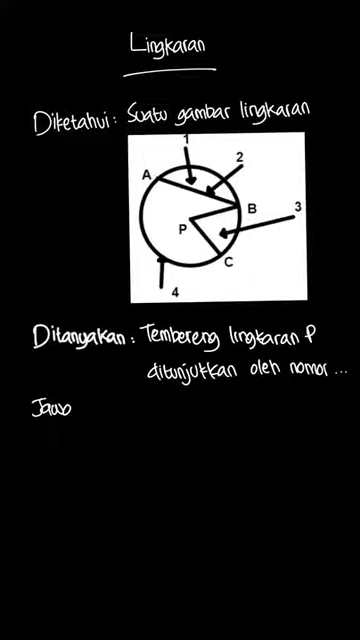 Lingkaran
Diketahui: Suatu gambar lingkaran
1
2
A
B
3
P
C
4
Ditanyakan: Tembereng lingkaran P
ditunjukkan oleh nomor...
Jawab